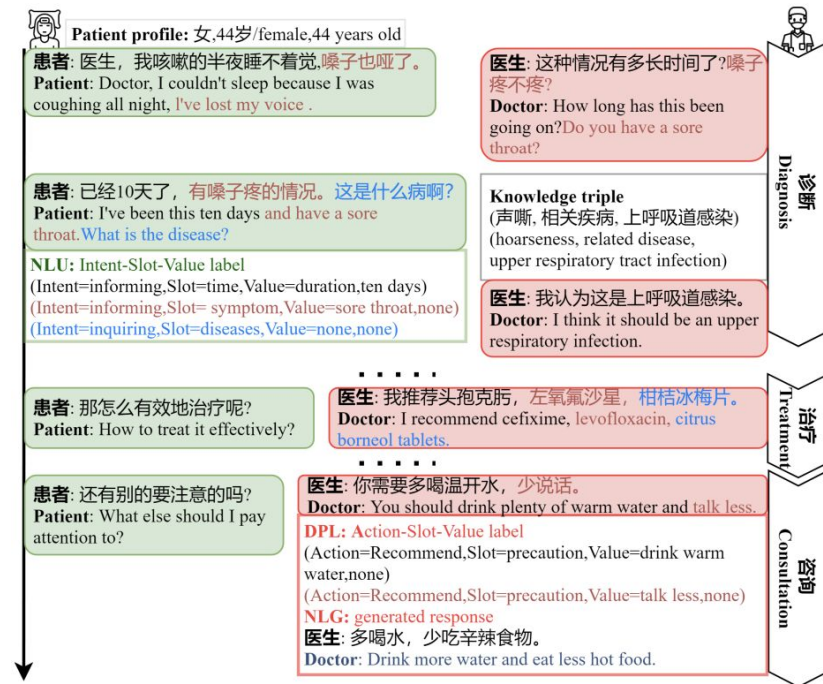 Patient profile: 女,44岁/female,44 years old
患者: 医生，我咳嗽的半夜睡不着觉,嗓子也哑了。
Patient: Doctor, I couldn't sleep because I was
coughing all night, I've lost my voice .
医生: 这种情况有多长时间了?嗓子
疼不疼?
Doctor: How long has this been
going on?Do you have a sore
throat?
诊断
Diagnosis
患者: 已经10天了，有嗓子疼的情况。这是什么病啊?
Patient: I've been this ten days and have a sore
throat.What is the disease?
Knowledge triple
(声嘶, 相关疾病, 上呼吸道感染)
(hoarseness, related disease,
upper respiratory tract infection)
NLU: Intent-Slot-Value label
(Intent=informing,Slot=time,Value=duration,ten days)
(Intent=informing,Slot= symptom,Value=sore throat,none)
(Intent=inquiring,Slot=diseases,Value=none,none)
医生: 我认为这是上呼吸道感染。
Doctor: I think it should be an upper
respiratory infection.
患者: 那怎么有效地治疗呢?
Patient: How to treat it effectively?
医生: 我推荐头孢克肟，左氧氟沙星，柑桔冰梅片。
Doctor: I recommend cefixime, levofloxacin, citrus
borneol tablets.
治疗
Treatment
患者: 还有别的要注意的吗?
Patient: What else should I pay
attention to?
医生: 你需要多喝温开水，少说话。
Doctor: You should drink plenty of warm water and talk less.
DPL: Action-Slot-Value label
(Action=Recommend,Slot=precaution,Value=drink warm
water,none)
(Action=Recommend,Slot=precaution,Value=talk less,none)
NLG: generated response
医生: 多喝水，少吃辛辣食物。
Doctor: Drink more water and eat less hot food.
咨询
Consultation